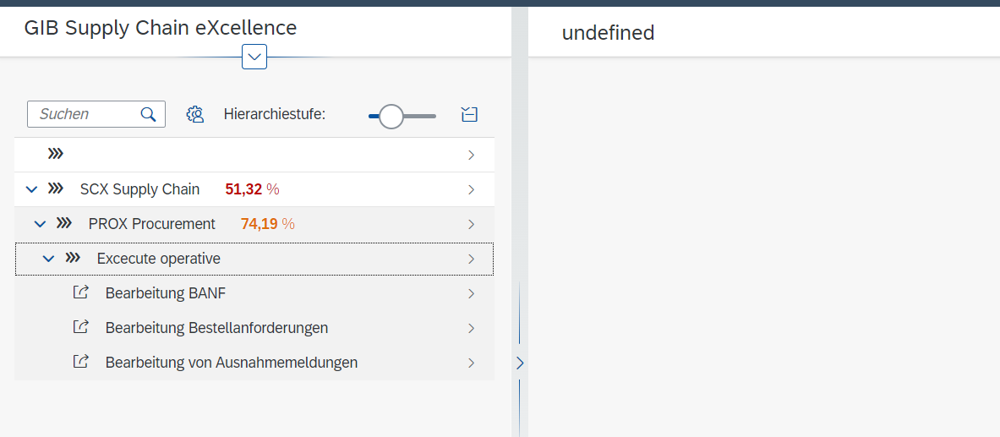 GIB Supply Chain eXcellence
undefined
Suchen
Hierarchiestufe:
SCX Supply Chain 51,32 %
PROX Procurement 74,19 %
Excecute operative
Bearbeitung BANF
Bearbeitung Bestellanforderungen
Bearbeitung von Ausnahmemeldungen